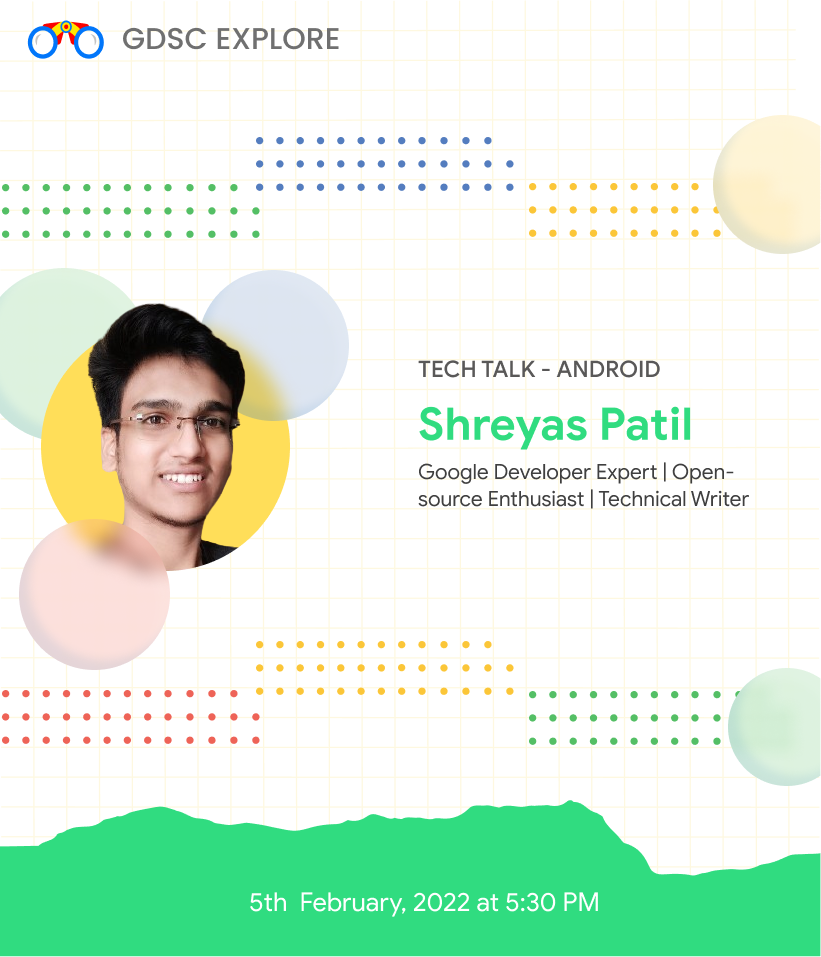 GDSC EXPLORE
TECH TALK - ANDROID
Shreyas Patil
Google Developer Expert | Open-
source Enthusiast | Technical Writer
5th February, 2022 at 5:30 PM